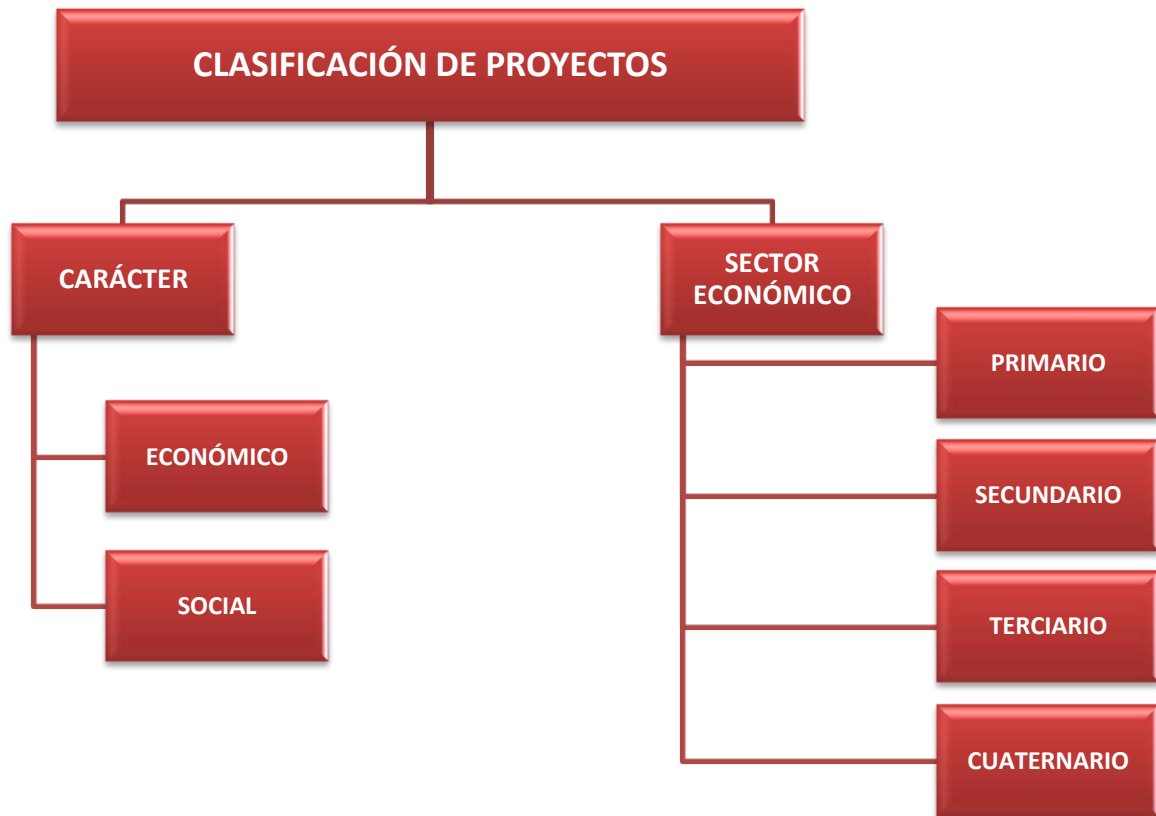 CLASIFICACIÓN DE PROYECTOS
CARÁCTER
ECONÓMICO
SOCIAL
SECTOR
ECONÓMICO
PRIMARIO
SECUNDARIO
TERCIARIO
CUATERNARIO